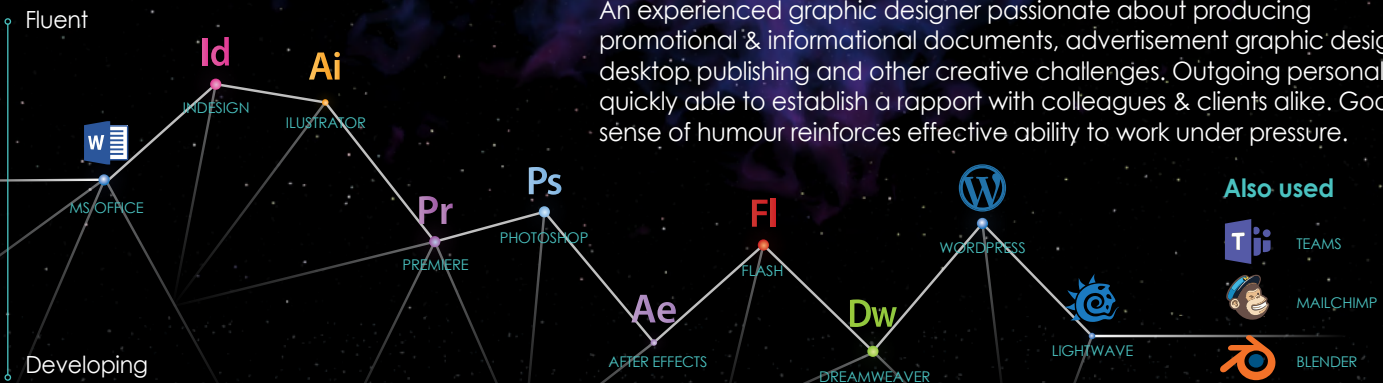 Fluent
An experienced graphic designer passionate about producing
promotional & informational documents, advertisement graphic desig
desktop publishing and other creative challenges. Outgoing personal
quickly able to establish a rapport with colleagues & clients alike. Goo
sense of humour reinforces effective ability to work under pressure.
W
MS OFFICE
Id
INDESIGN
Ai
ILUSTRATOR
Pr
PREMIERE
Ps
PHOTOSHOP
Ae
AFTER EFFECTS
Fl
FLASH
Dw
DREAMWEAVER
W
WORDPRESS
LIGHTWAVE
Also used
T
TEAMS
MAILCHIMP
BLENDER
Developing